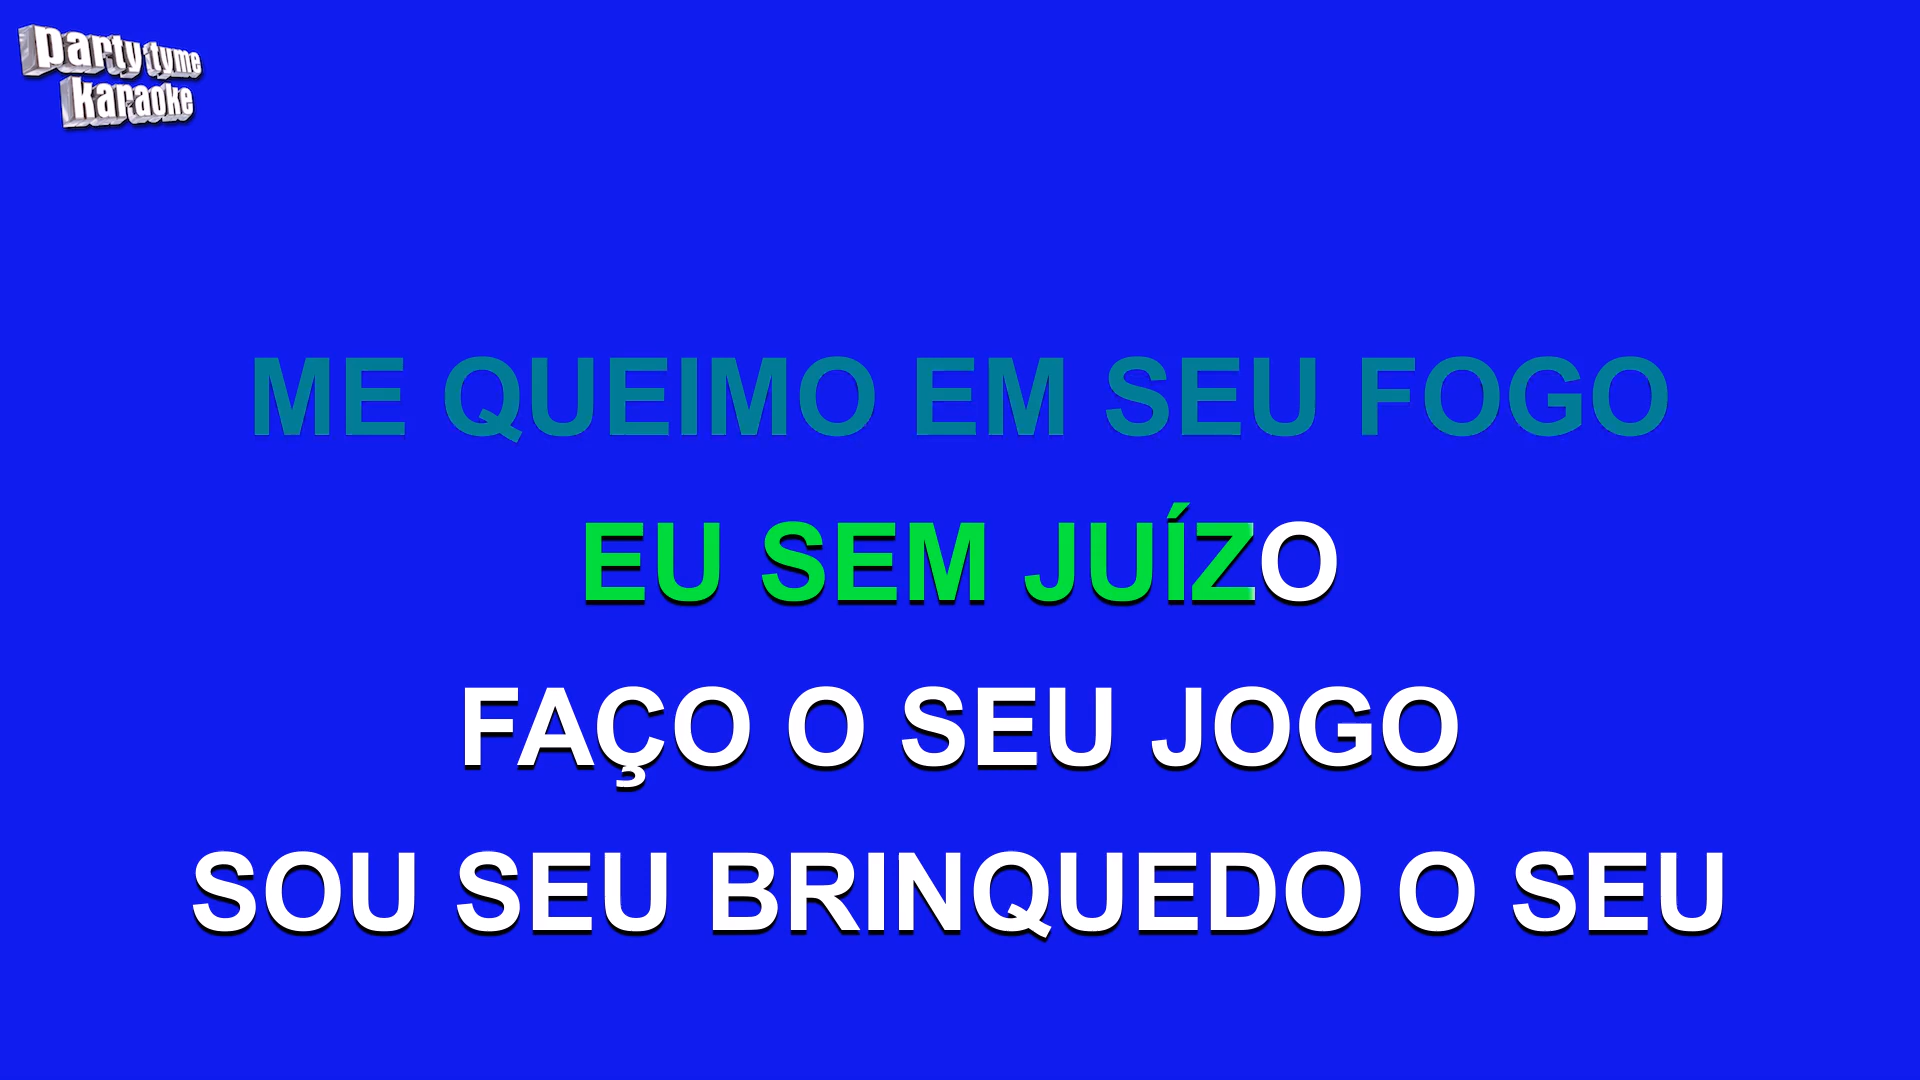 party tyme
karaoke
ME QUEIMO EM SEU FOGO
EU SEM JUÍZO
FAÇO O SEU JOGO
SOU SEU BRINQUEDO O SEU